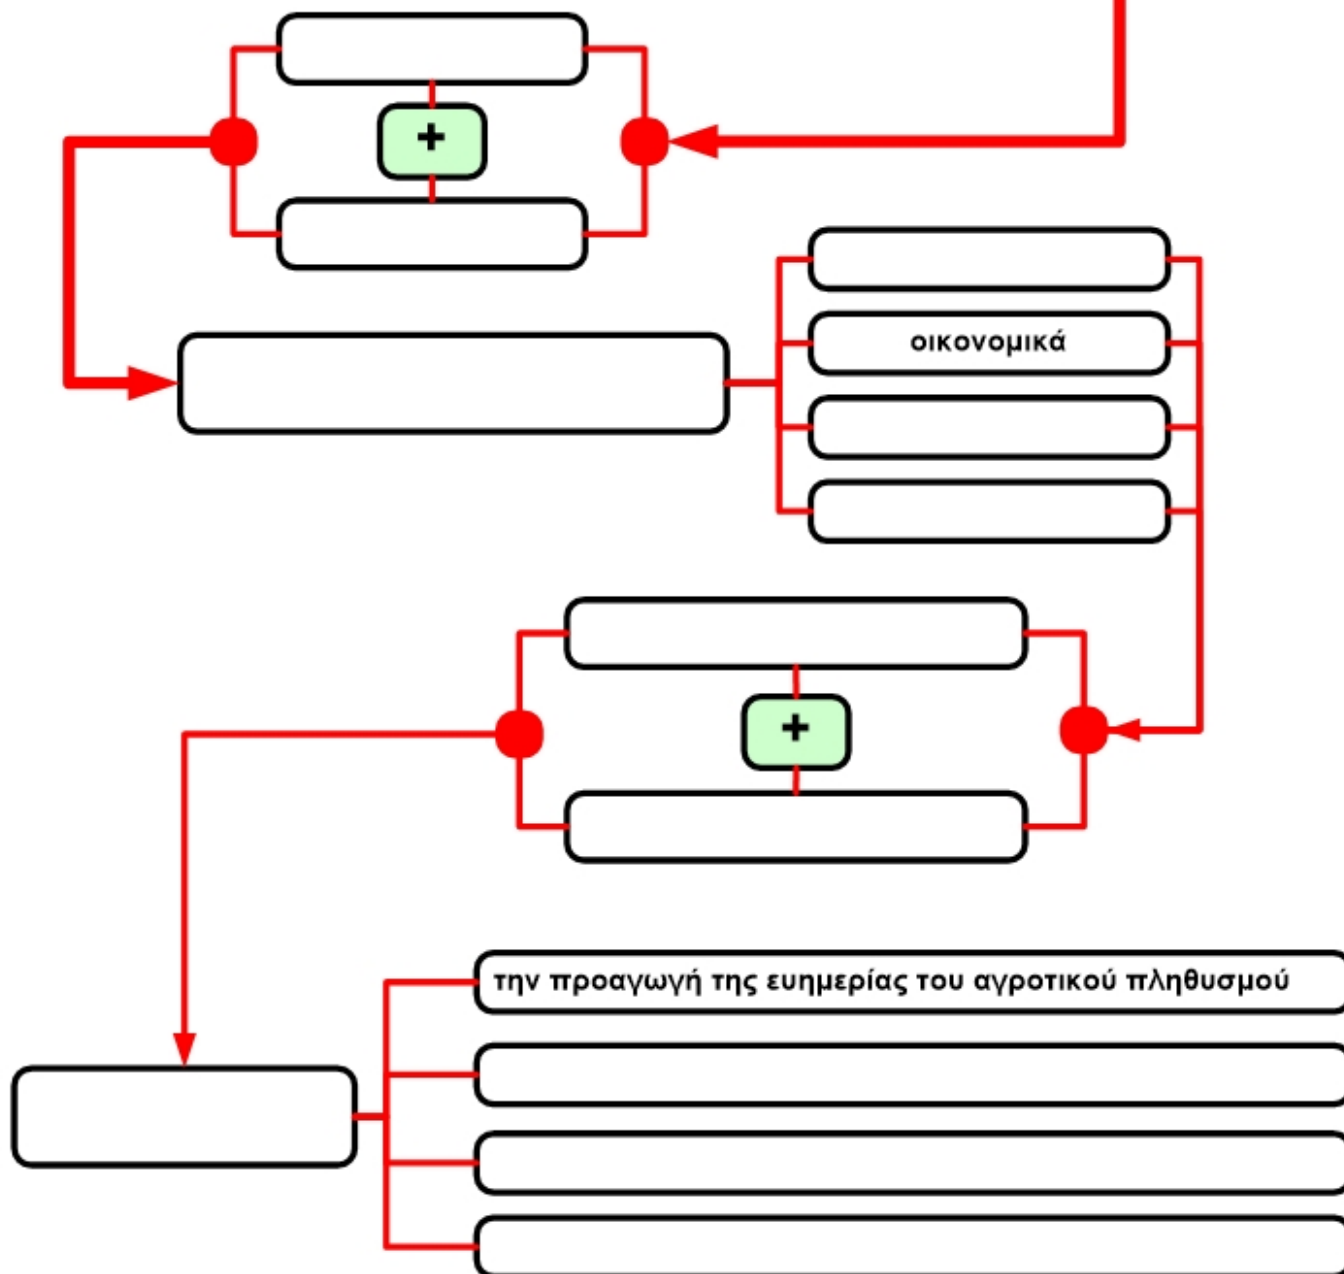 +
οικονομικά
+
την προαγωγή της ευημερίας του αγροτικού πληθυσμού